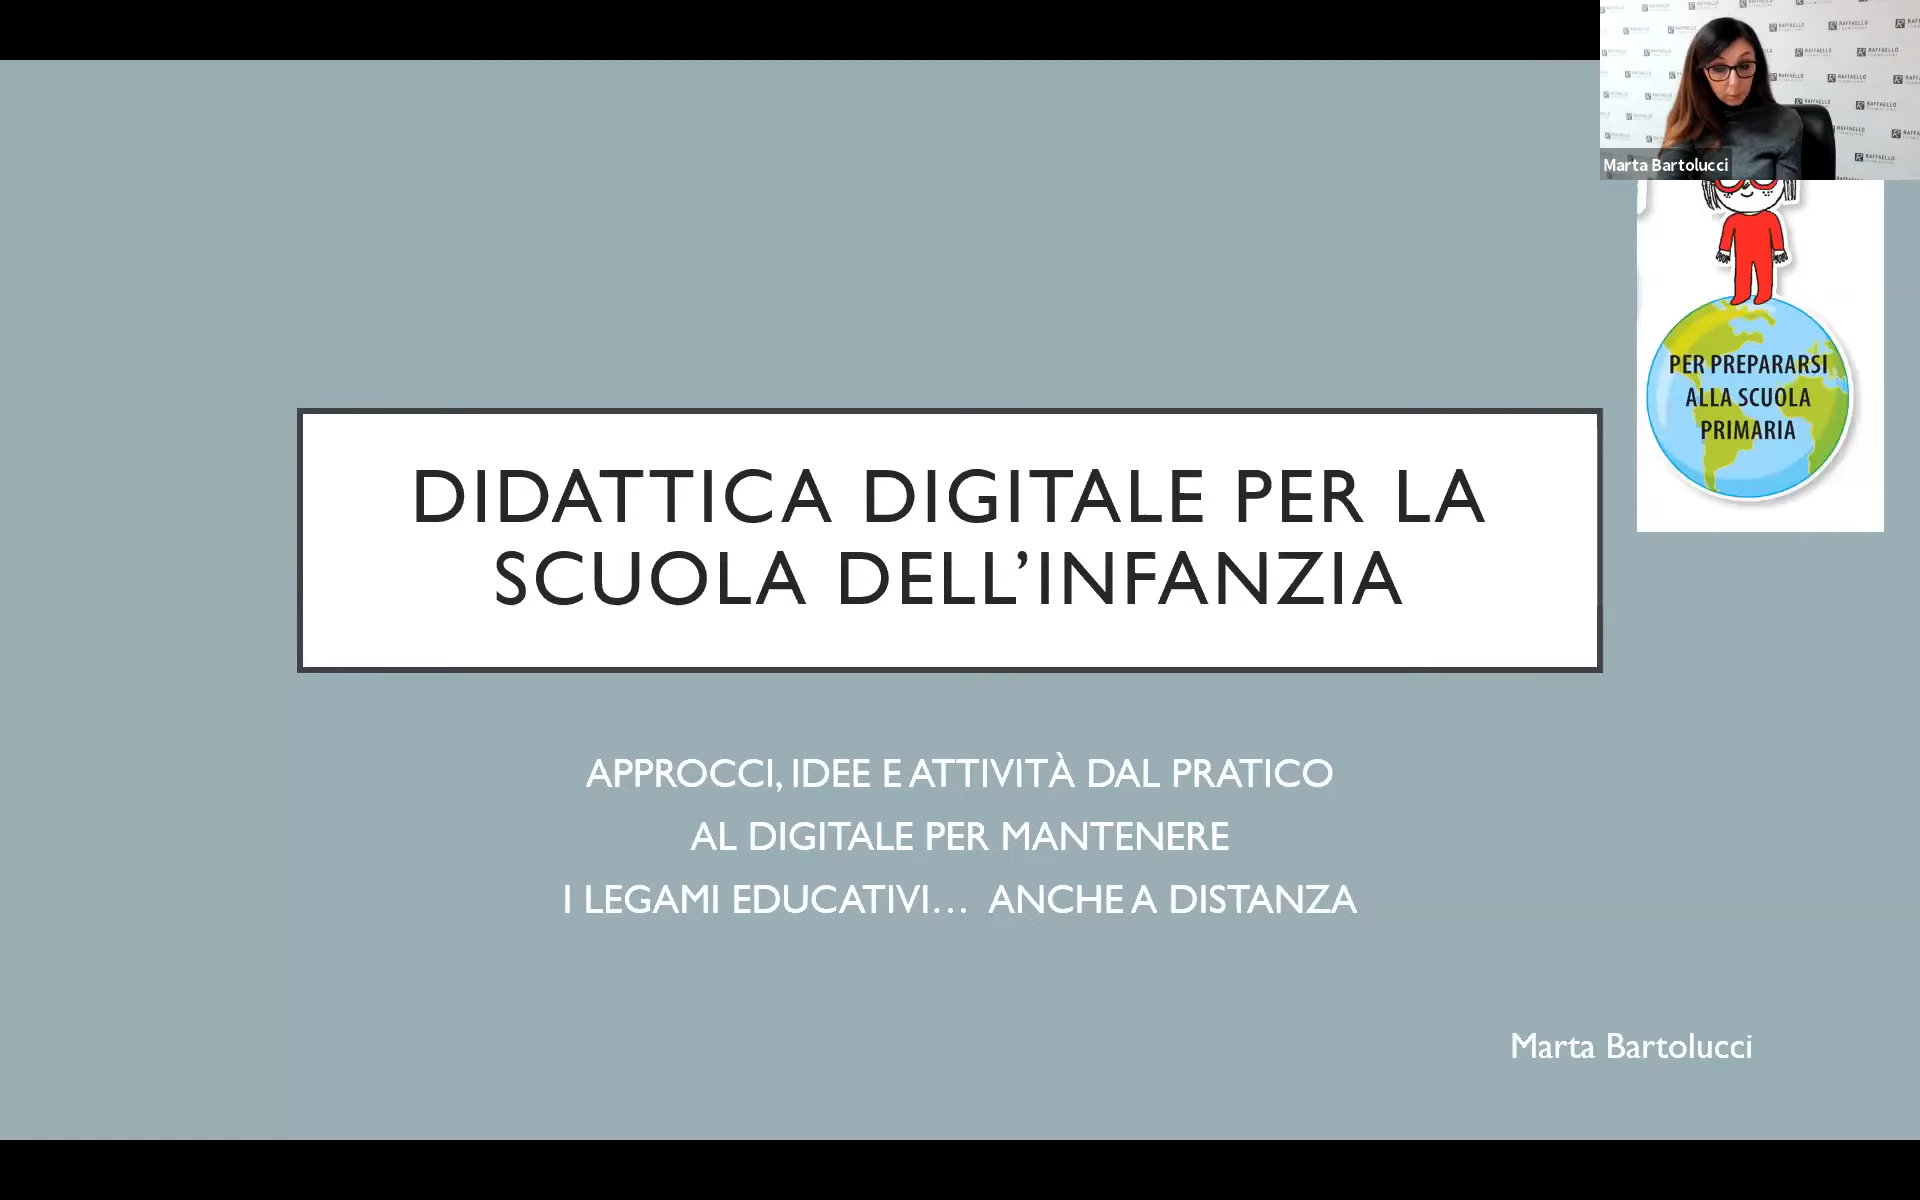 RAFFAELLO
Marta Bartolucci
PER PREPARARSI
ALLA SCUOLA
PRIMARIA
DIDATTICA DIGITALE PER LA
SCUOLA DELL’INFANZIA
APPROCCI, IDEE E ATTIVITÀ DAL PRATICO
AL DIGITALE PER MANTENERE
I LEGAMI EDUCATIVI… ANCHE A DISTANZA
Marta Bartolucci